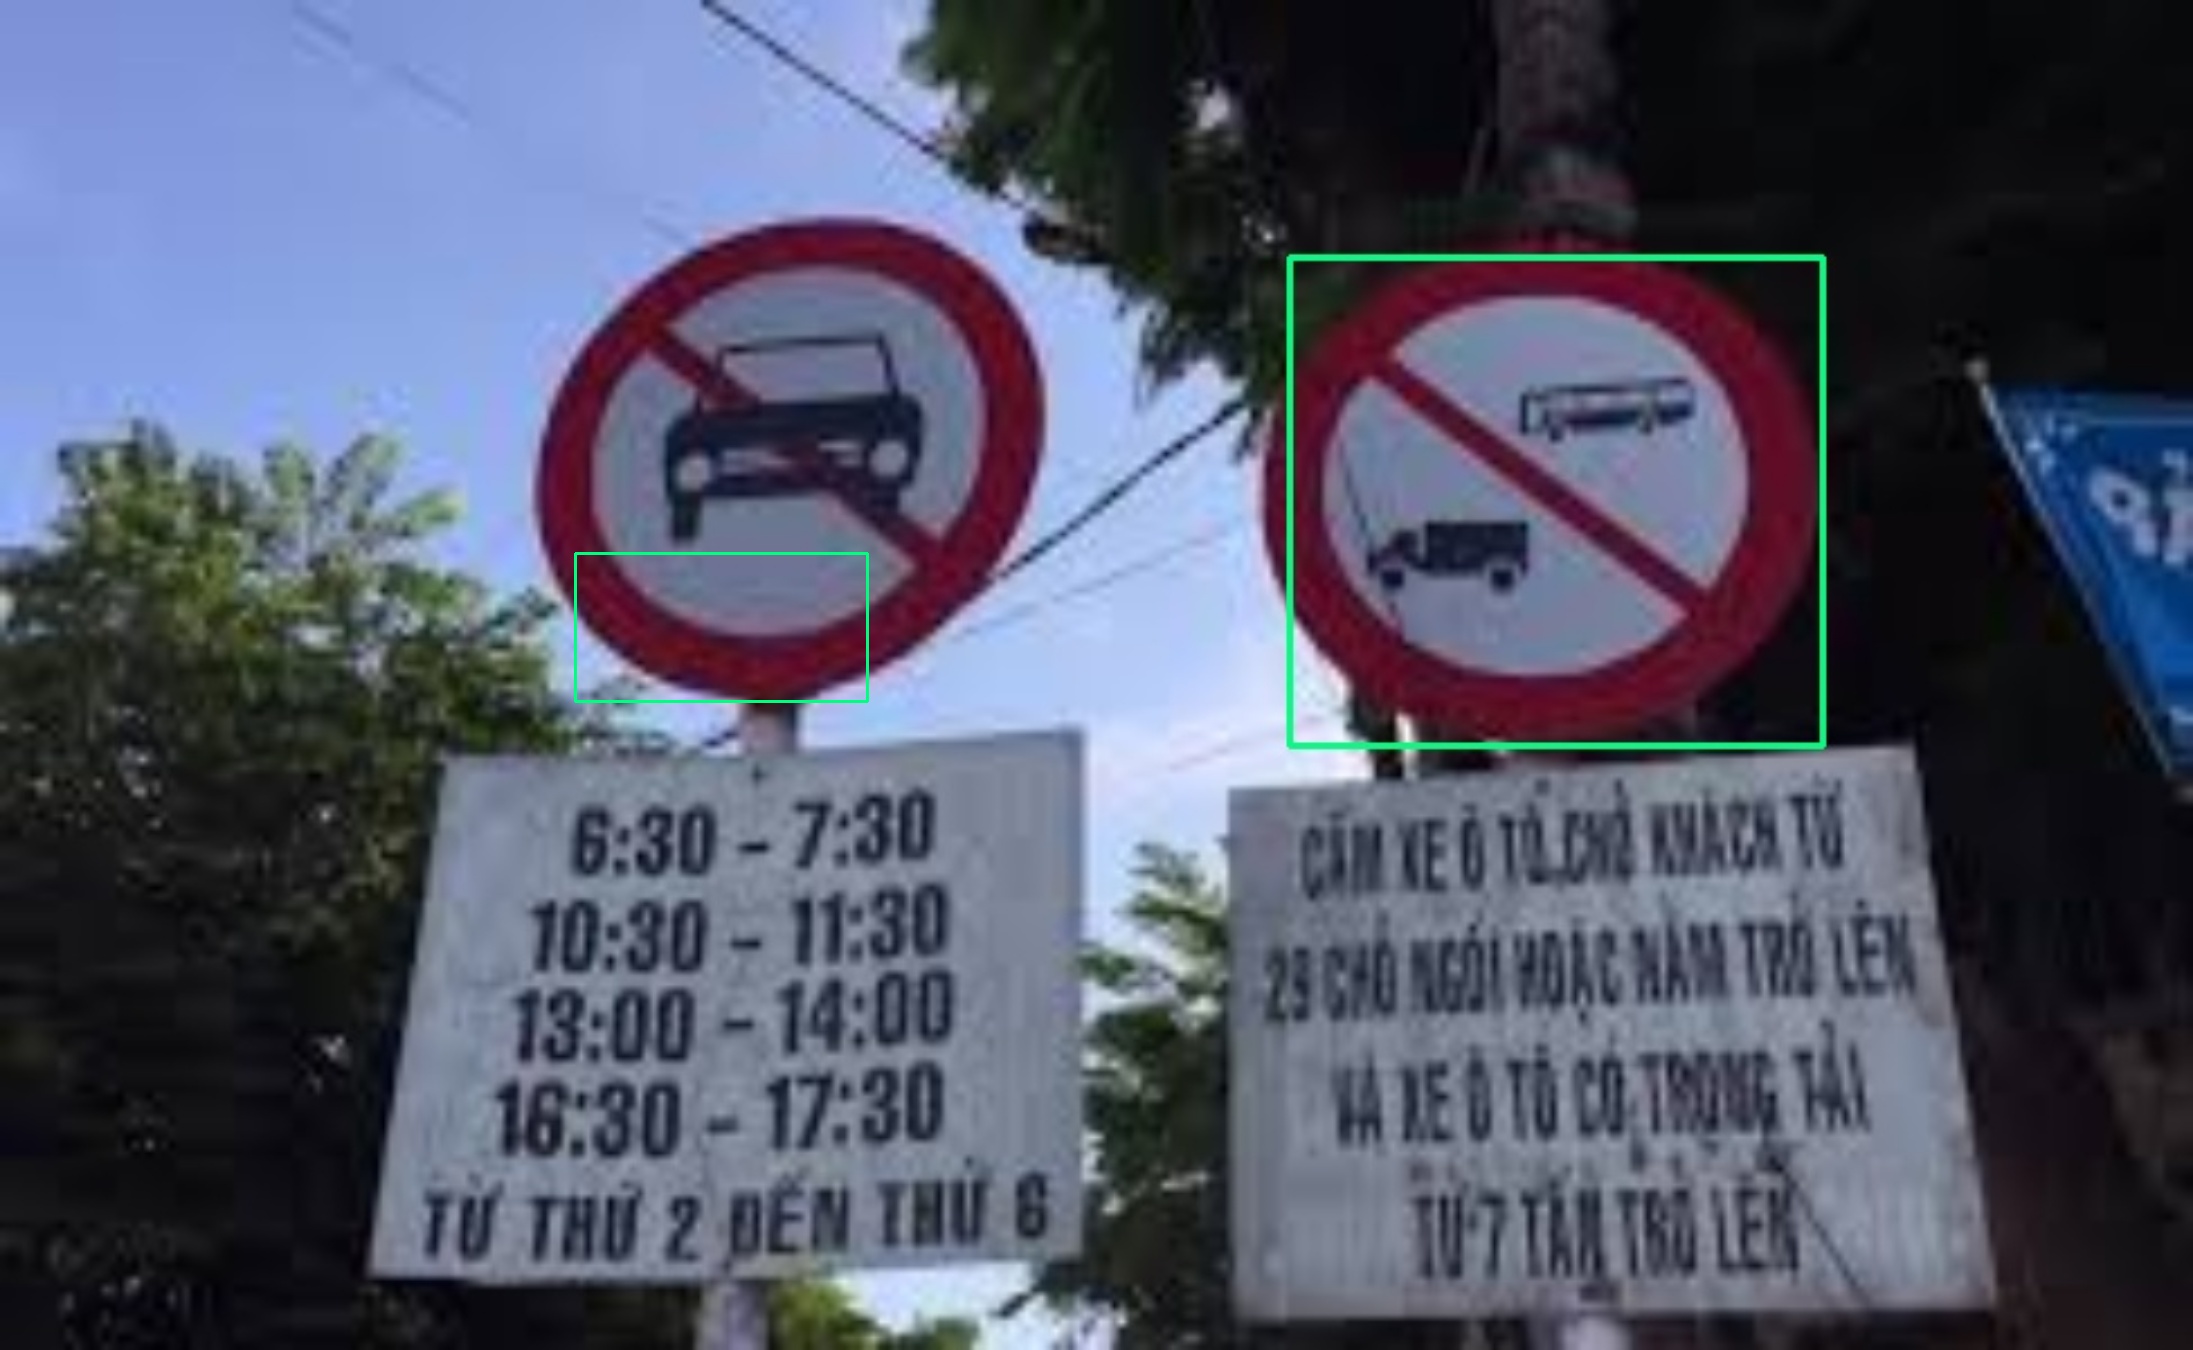 6:30 - 7:30
10:30 - 11:30
13:00 - 14:00
16:30 - 17:30
TỪ THỨ 2 ĐẾN THỨ 6
CẤM XE Ô TÔ CHỞ KHÁCH TỪ
29 CHỖ NGỒI HOẶC NẰM TRỞ LÊN
VÀ XE Ô TÔ CÓ TRỌNG TẢI
TỪ 7 TẤN TRỞ LÊN